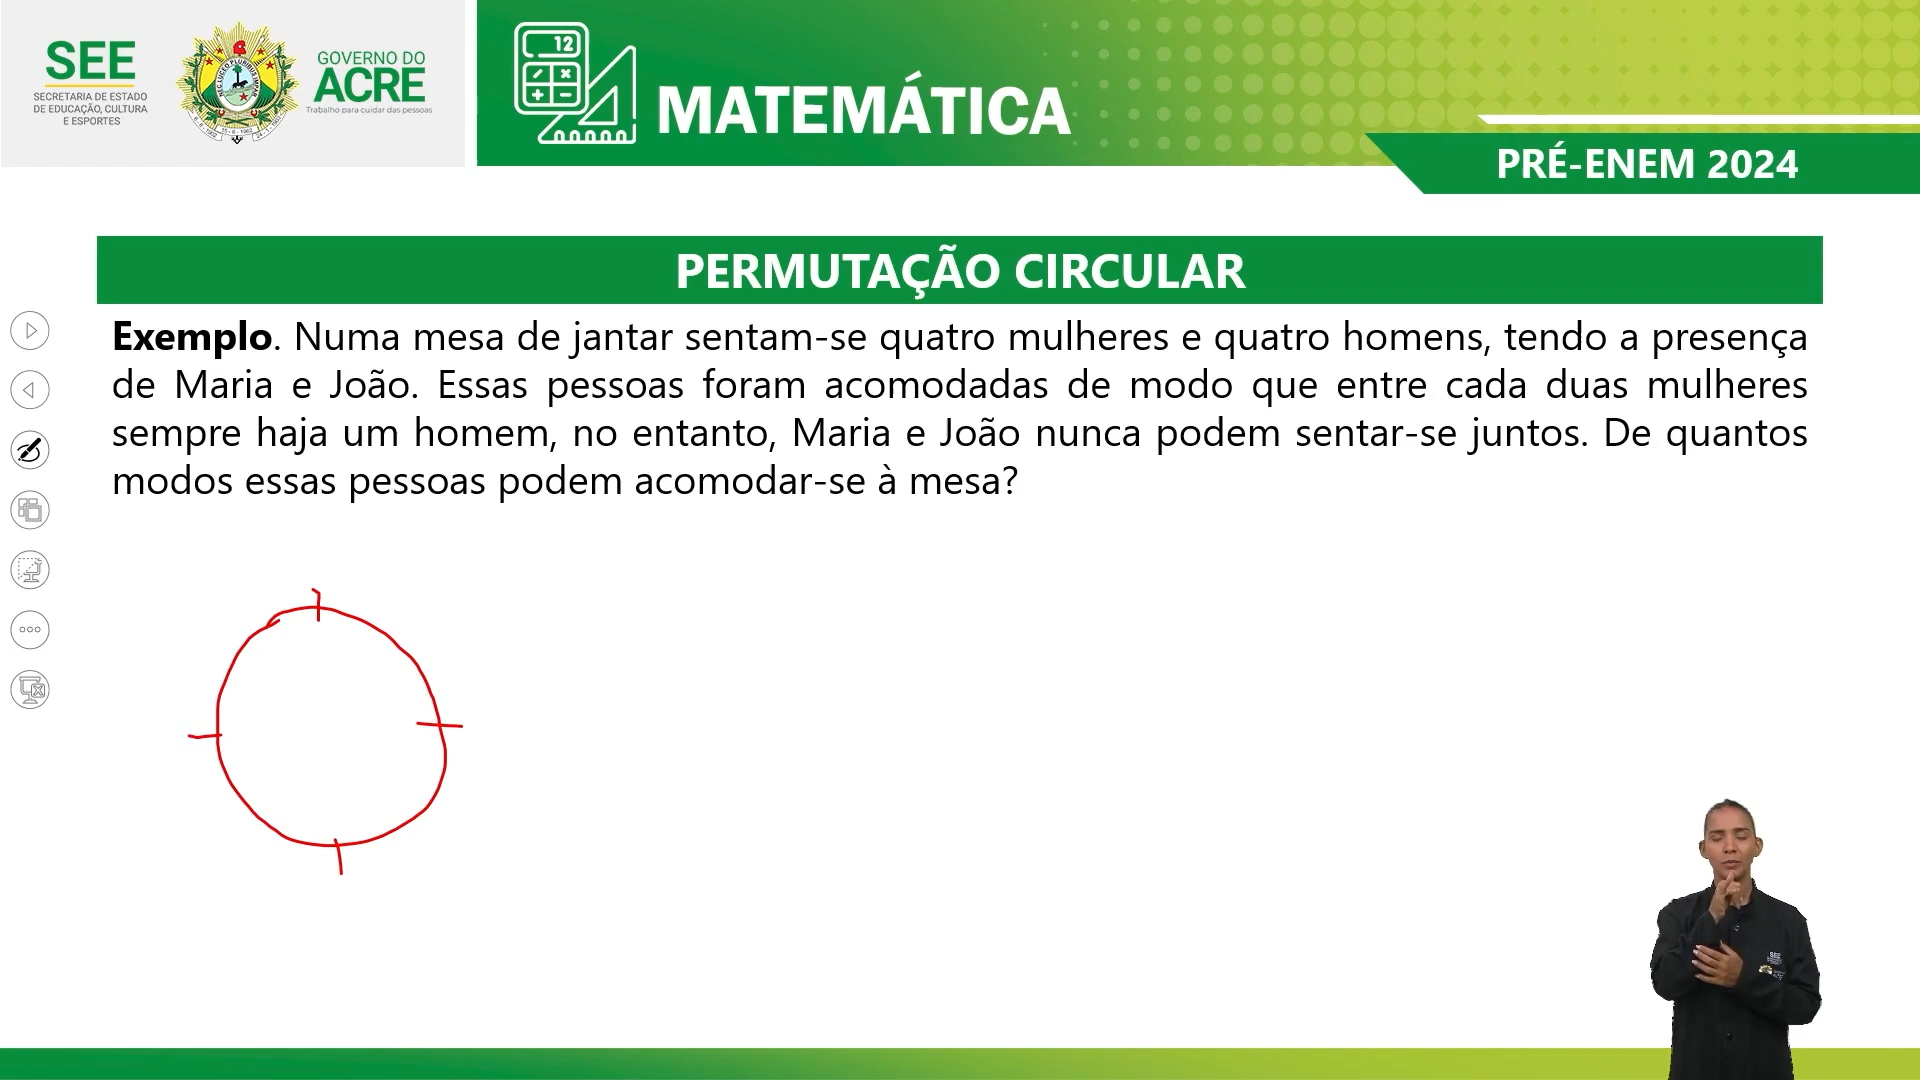 SEE
SECRETARIA DE ESTADO
DE EDUCAÇÃO, CULTURA
E ESPORTES
GOVERNO DO
ACRE
Trabalho para cuidar das pessoas
12
MATEMÁTICA
PRÉ-ENEM 2024
PERMUTAÇÃO CIRCULAR
Exemplo. Numa mesa de jantar sentam-se quatro mulheres e quatro homens, tendo a presença
de Maria e João. Essas pessoas foram acomodadas de modo que entre cada duas mulheres
sempre haja um homem, no entanto, Maria e João nunca podem sentar-se juntos. De quantos
modos essas pessoas podem acomodar-se à mesa?
SEE